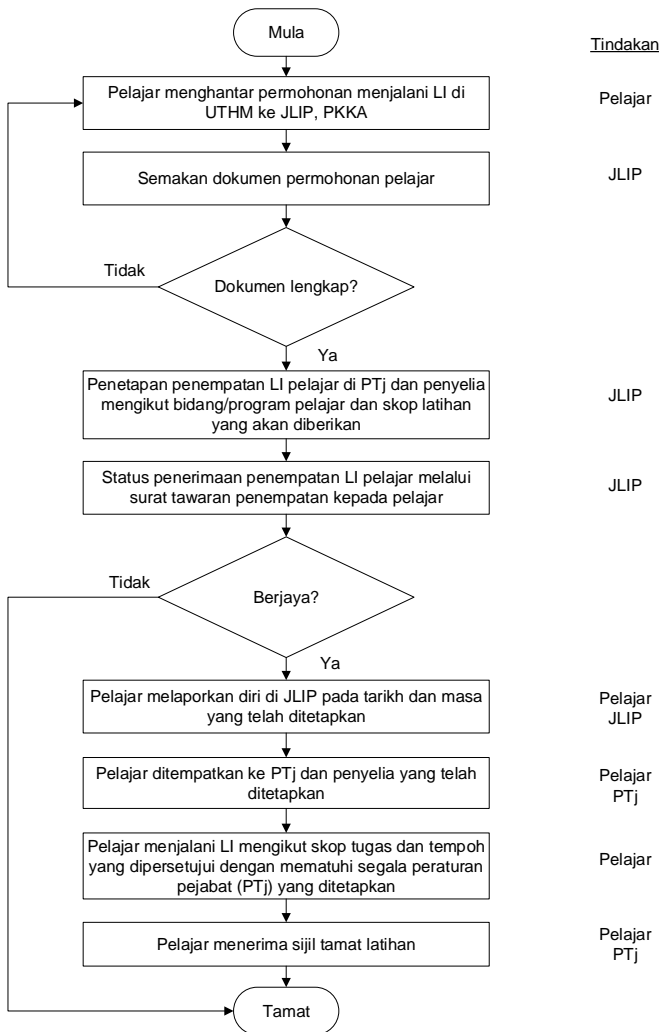 Mula
Tindakan
Pelajar menghantar permohonan menjalani LI di
UTHM ke JLIP, PKKA
Pelajar
Semakan dokumen permohonan pelajar
JLIP
Tidak
Dokumen lengkap?
Ya
Penetapan penempatan LI pelajar di PTj dan penyelia
mengikut bidang/program pelajar dan skop latihan
yang akan diberikan
JLIP
Status penerimaan penempatan LI pelajar melalui
surat tawaran penempatan kepada pelajar
JLIP
Tidak
Berjaya?
Ya
Pelajar melaporkan diri di JLIP pada tarikh dan masa
yang telah ditetapkan
Pelajar
JLIP
Pelajar ditempatkan ke PTj dan penyelia yang telah
ditetapkan
Pelajar
PTj
Pelajar menjalani LI mengikut skop tugas dan tempoh
yang dipersetujui dengan mematuhi segala peraturan
pejabat (PTj) yang ditetapkan
Pelajar
Pelajar menerima sijil tamat latihan
Pelajar
PTj
Tamat